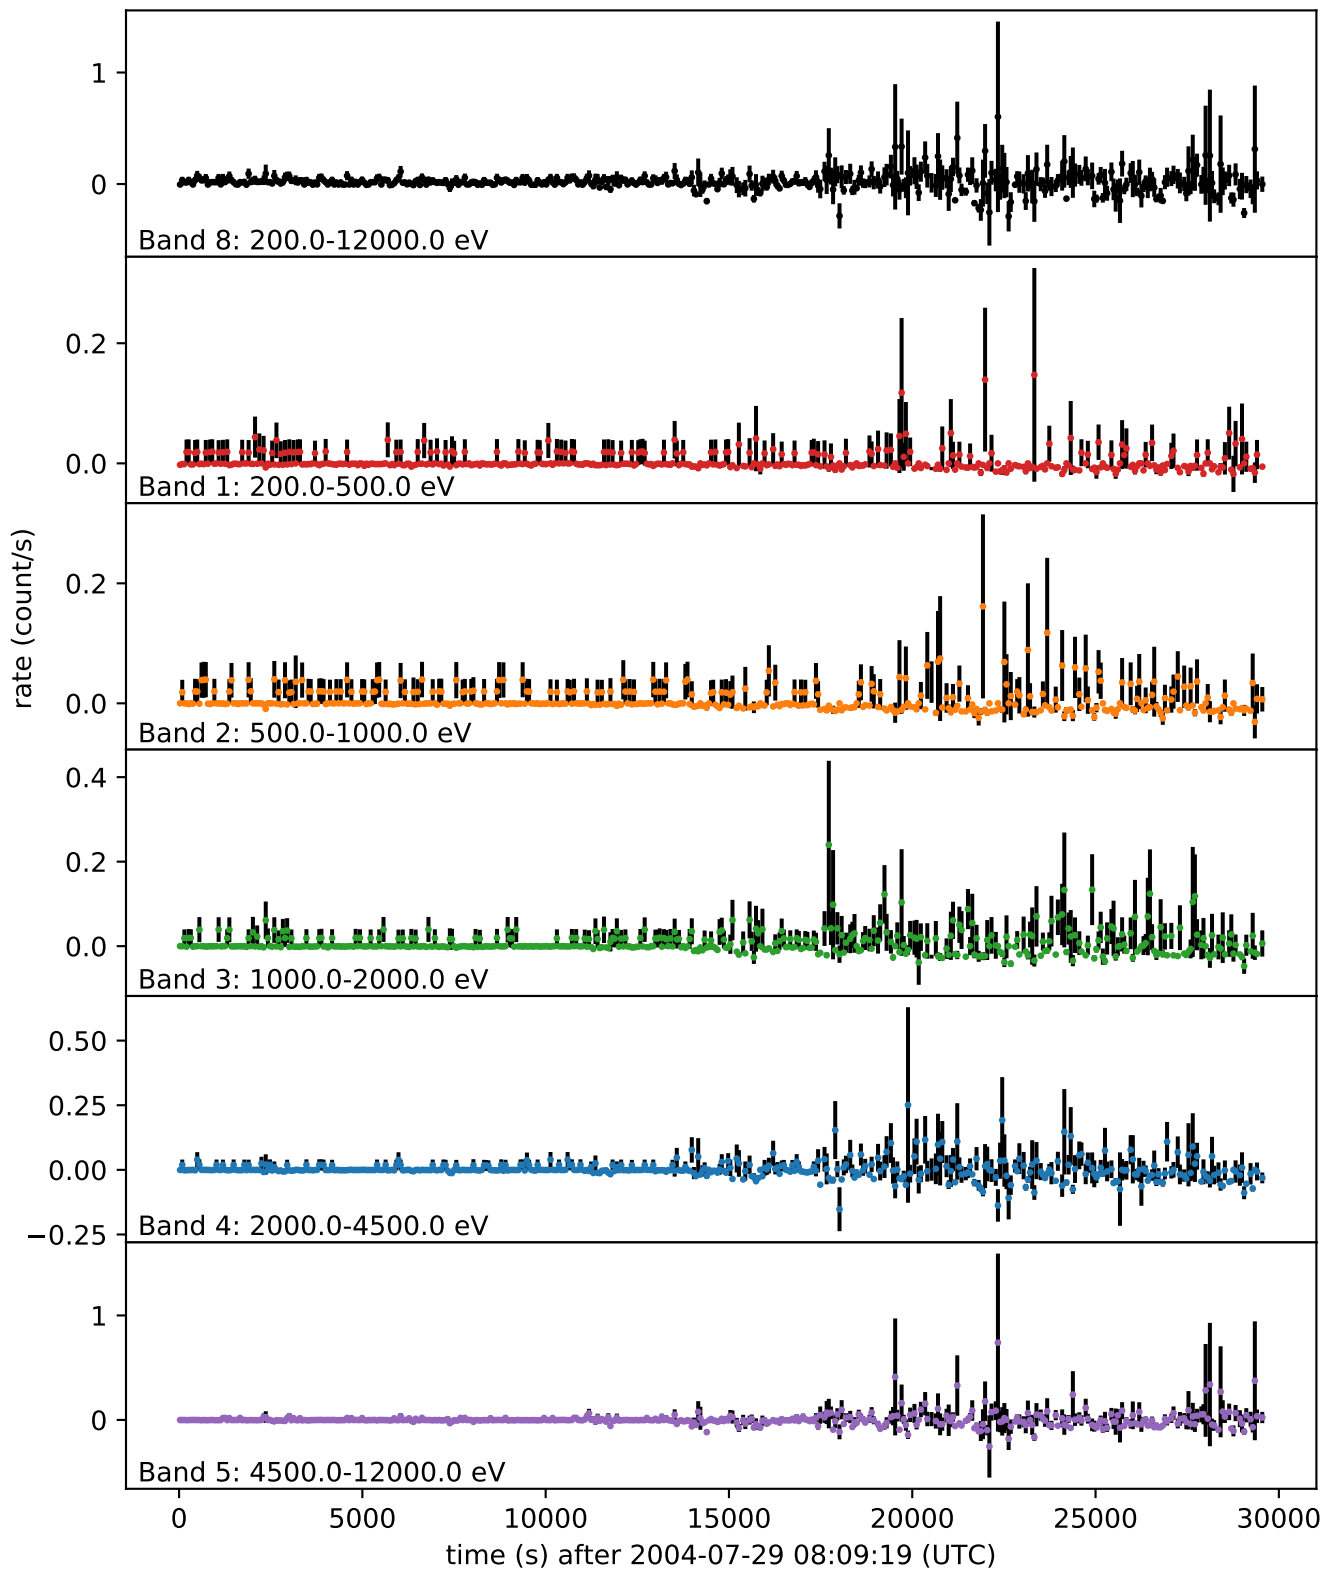 1
0
Band 8: 200.0-12000.0 eV
0.2
0.0
Band 1: 200.0-500.0 eV
rate (count/s)
0.2
0.0
Band 2: 500.0-1000.0 eV
0.4
0.2
0.0
Band 3: 1000.0-2000.0 eV
0.50
0.25
0.00
−0.25
Band 4: 2000.0-4500.0 eV
1
0
Band 5: 4500.0-12000.0 eV
0 5000 10000 15000 20000 25000 30000
time (s) after 2004-07-29 08:09:19 (UTC)